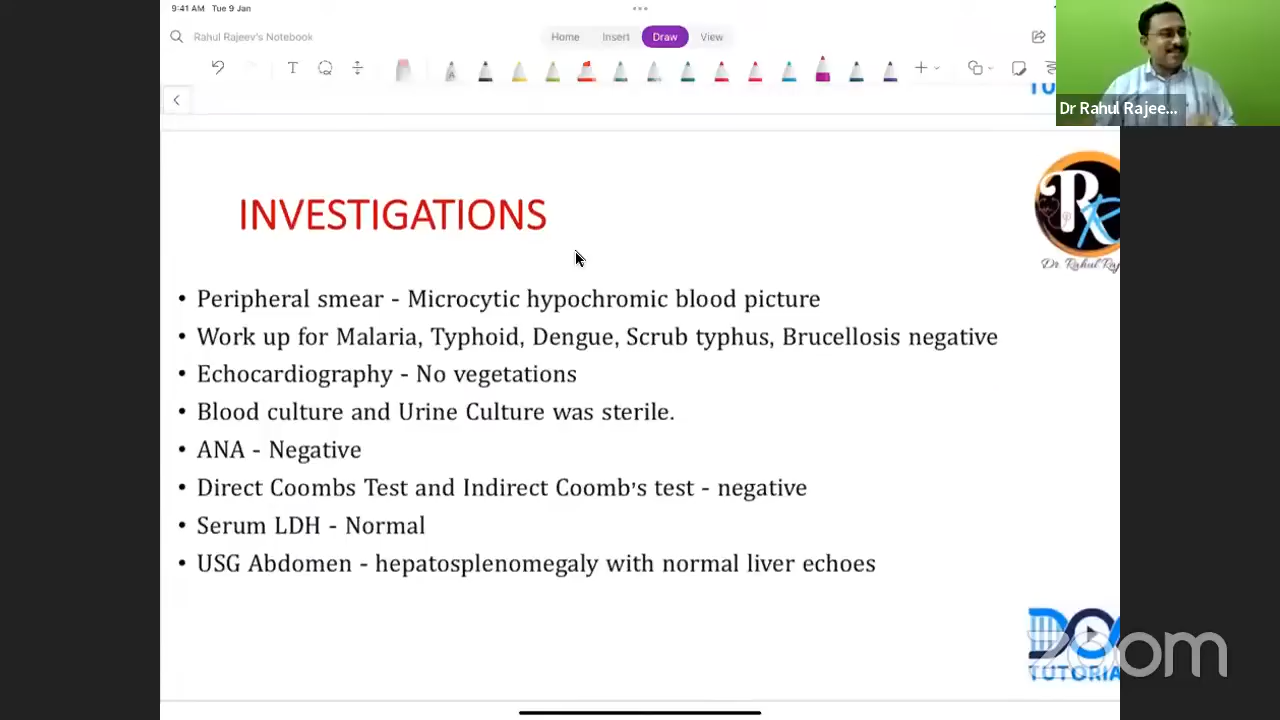 9:41 AM Tue 9 Jan
Rahul Rajeev's Notebook
Home Insert Draw View
Dr Rahul Rajee...
INVESTIGATIONS
Dr. Rahul Raj
• Peripheral smear - Microcytic hypochromic blood picture
• Work up for Malaria, Typhoid, Dengue, Scrub typhus, Brucellosis negative
• Echocardiography - No vegetations
• Blood culture and Urine Culture was sterile.
• ANA - Negative
• Direct Coombs Test and Indirect Coomb's test - negative
• Serum LDH - Normal
• USG Abdomen - hepatosplenomegaly with normal liver echoes
zoom
TUTORIA